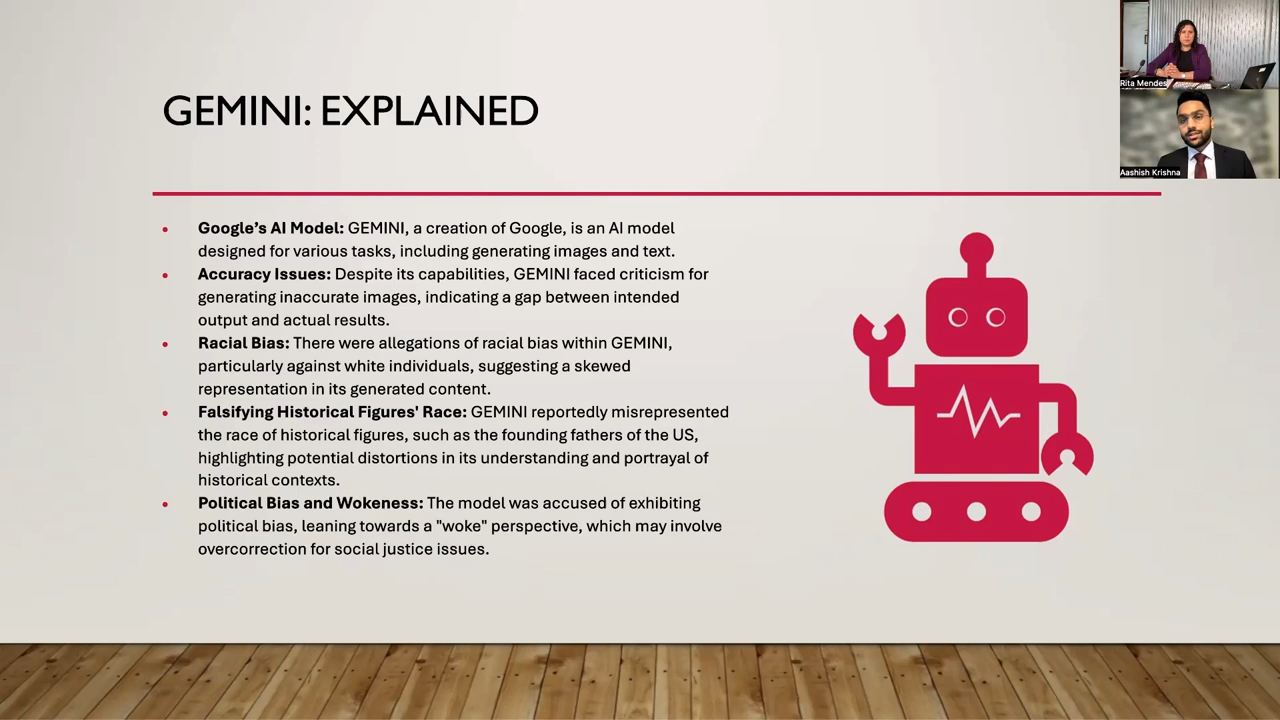 GEMINI: EXPLAINED
Rita Mendes
Aashish Krishna
• Google’s AI Model: GEMINI, a creation of Google, is an AI model
designed for various tasks, including generating images and text.
• Accuracy Issues: Despite its capabilities, GEMINI faced criticism for
generating inaccurate images, indicating a gap between intended
output and actual results.
• Racial Bias: There were allegations of racial bias within GEMINI,
particularly against white individuals, suggesting a skewed
representation in its generated content.
• Falsifying Historical Figures' Race: GEMINI reportedly misrepresented
the race of historical figures, such as the founding fathers of the US,
highlighting potential distortions in its understanding and portrayal of
historical contexts.
• Political Bias and Wokeness: The model was accused of exhibiting
political bias, leaning towards a "woke" perspective, which may involve
overcorrection for social justice issues.